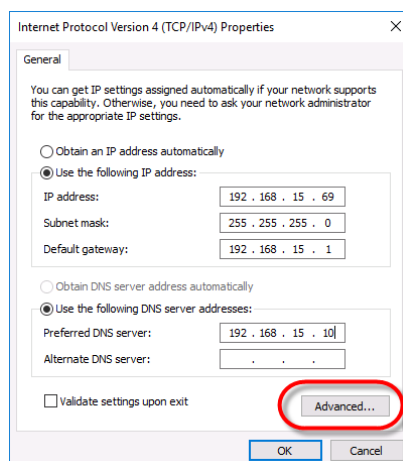 Internet Protocol Version 4 (TCP/IPv4) Properties
General
You can get IP settings assigned automatically if your network supports
this capability. Otherwise, you need to ask your network administrator
for the appropriate IP settings.
Obtain an IP address automatically
Use the following IP address:
IP address: 192 . 168 . 15 . 69
Subnet mask: 255 . 255 . 255 . 0
Default gateway: 192 . 168 . 15 . 1
Obtain DNS server address automatically
Use the following DNS server addresses:
Preferred DNS server: 192 . 168 . 15 . 10
Alternate DNS server: . . .
Validate settings upon exit
Advanced...
OK Cancel